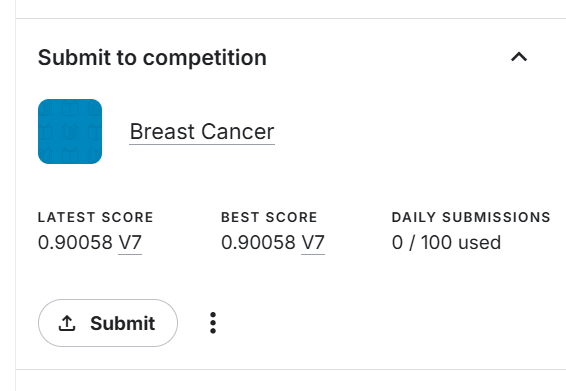 Submit to competition
Breast Cancer
LATEST SCORE BEST SCORE DAILY SUBMISSIONS
0.90058 V7 0.90058 V7 0 / 100 used
Submit